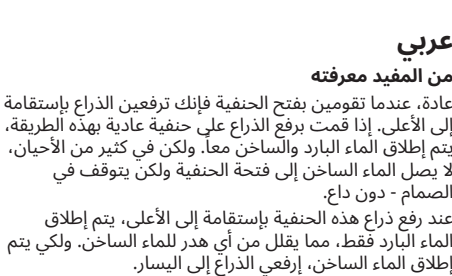 عربي
من المفيد معرفته
عادة، عندما تقومين بفتح الحنفية فإنك ترفعين الذراع بإستقامة
إلى الأعلى. إذا قمت برفع الذراع على حنفية عادية بهذه الطريقة،
يتم إطلاق الماء البارد والساخن معاً. ولكن في كثير من الأحيان،
لا يصل الماء الساخن إلى فتحة الحنفية ولكن يتوقف في
الصمام - دون داع.
عند رفع ذراع هذه الحنفية بإستقامة إلى الأعلى، يتم إطلاق
الماء البارد فقط، مما يقلل من أي هدر للماء الساخن. ولكي يتم
إطلاق الماء الساخن، إرفعي الذراع إلى اليسار.